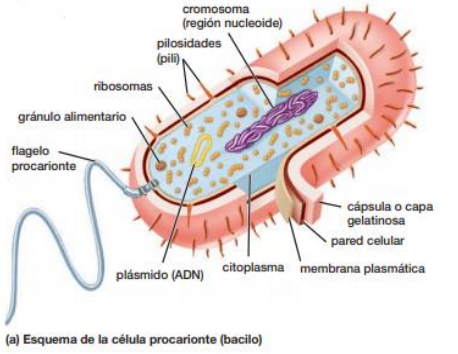 cromosoma
(región nucleoide)
pilosidades
(pili)
ribosomas
gránulo alimentario
flagelo
procarionte
cápsula o capa
gelatinosa
pared celular
membrana plasmática
citoplasma
plásmido (ADN)
(a) Esquema de la célula procarionte (bacilo)